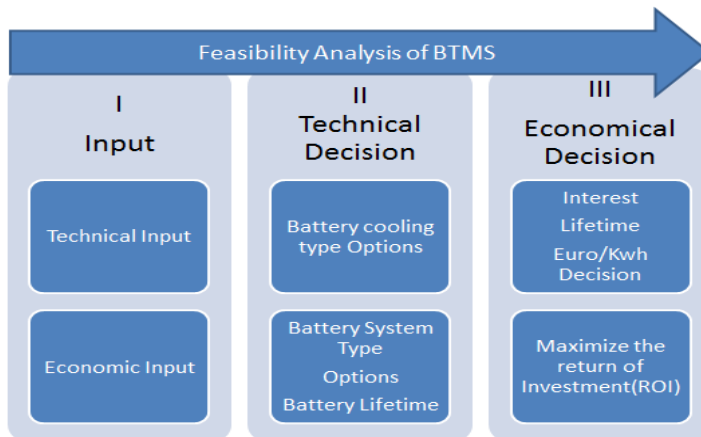 Feasibility Analysis of BTMS
I
Input
Technical Input
Economic Input
II
Technical
Decision
Battery cooling
type Options
Battery System
Type
Options
Battery Lifetime
III
Economical
Decision
Interest
Lifetime
Euro/Kwh
Decision
Maximize the
return of
Investment(ROI)